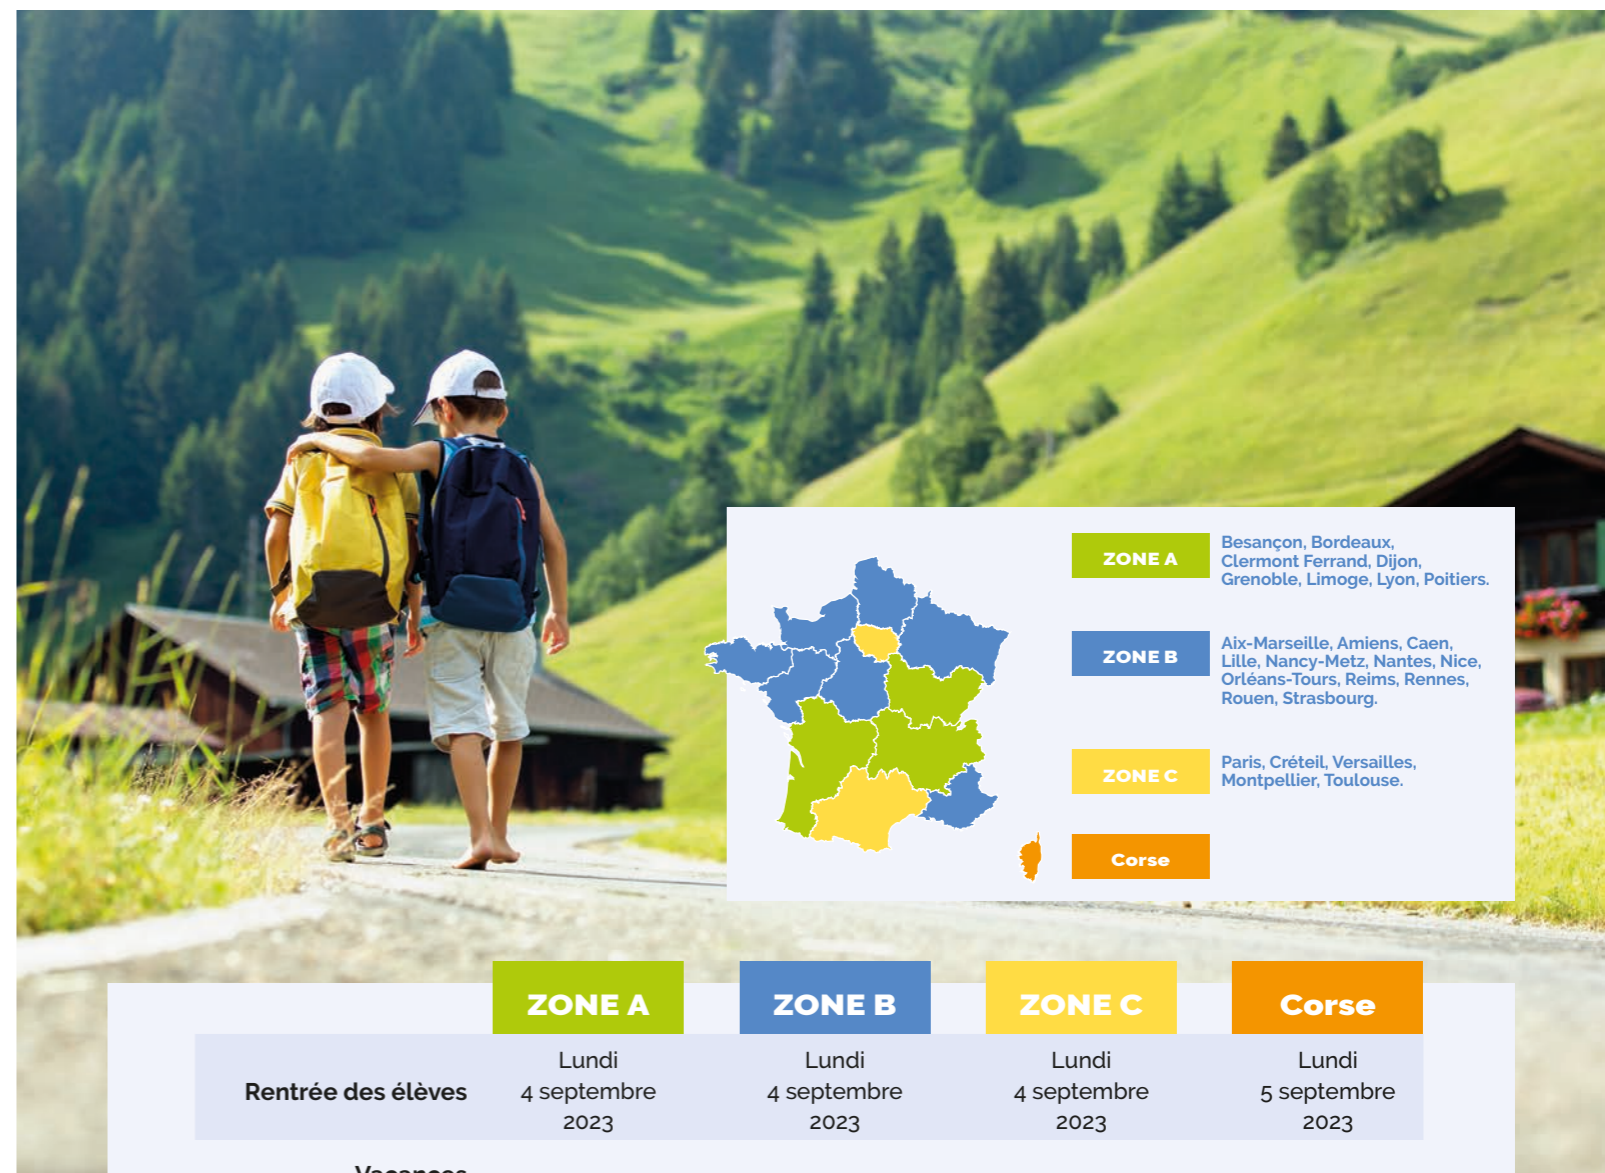 ZONE A
Besançon, Bordeaux,
Clermont Ferrand, Dijon,
Grenoble, Limoge, Lyon, Poitiers.
ZONE B
Aix-Marseille, Amiens, Caen,
Lille, Nancy-Metz, Nantes, Nice,
Orléans-Tours, Reims, Rennes,
Rouen, Strasbourg.
ZONE C
Paris, Créteil, Versailles,
Montpellier, Toulouse.
Corse
ZONE A ZONE B ZONE C Corse
Rentrée des élèves
Lundi
4 septembre
2023
Lundi
4 septembre
2023
Lundi
4 septembre
2023
Lundi
5 septembre
2023
Vacances